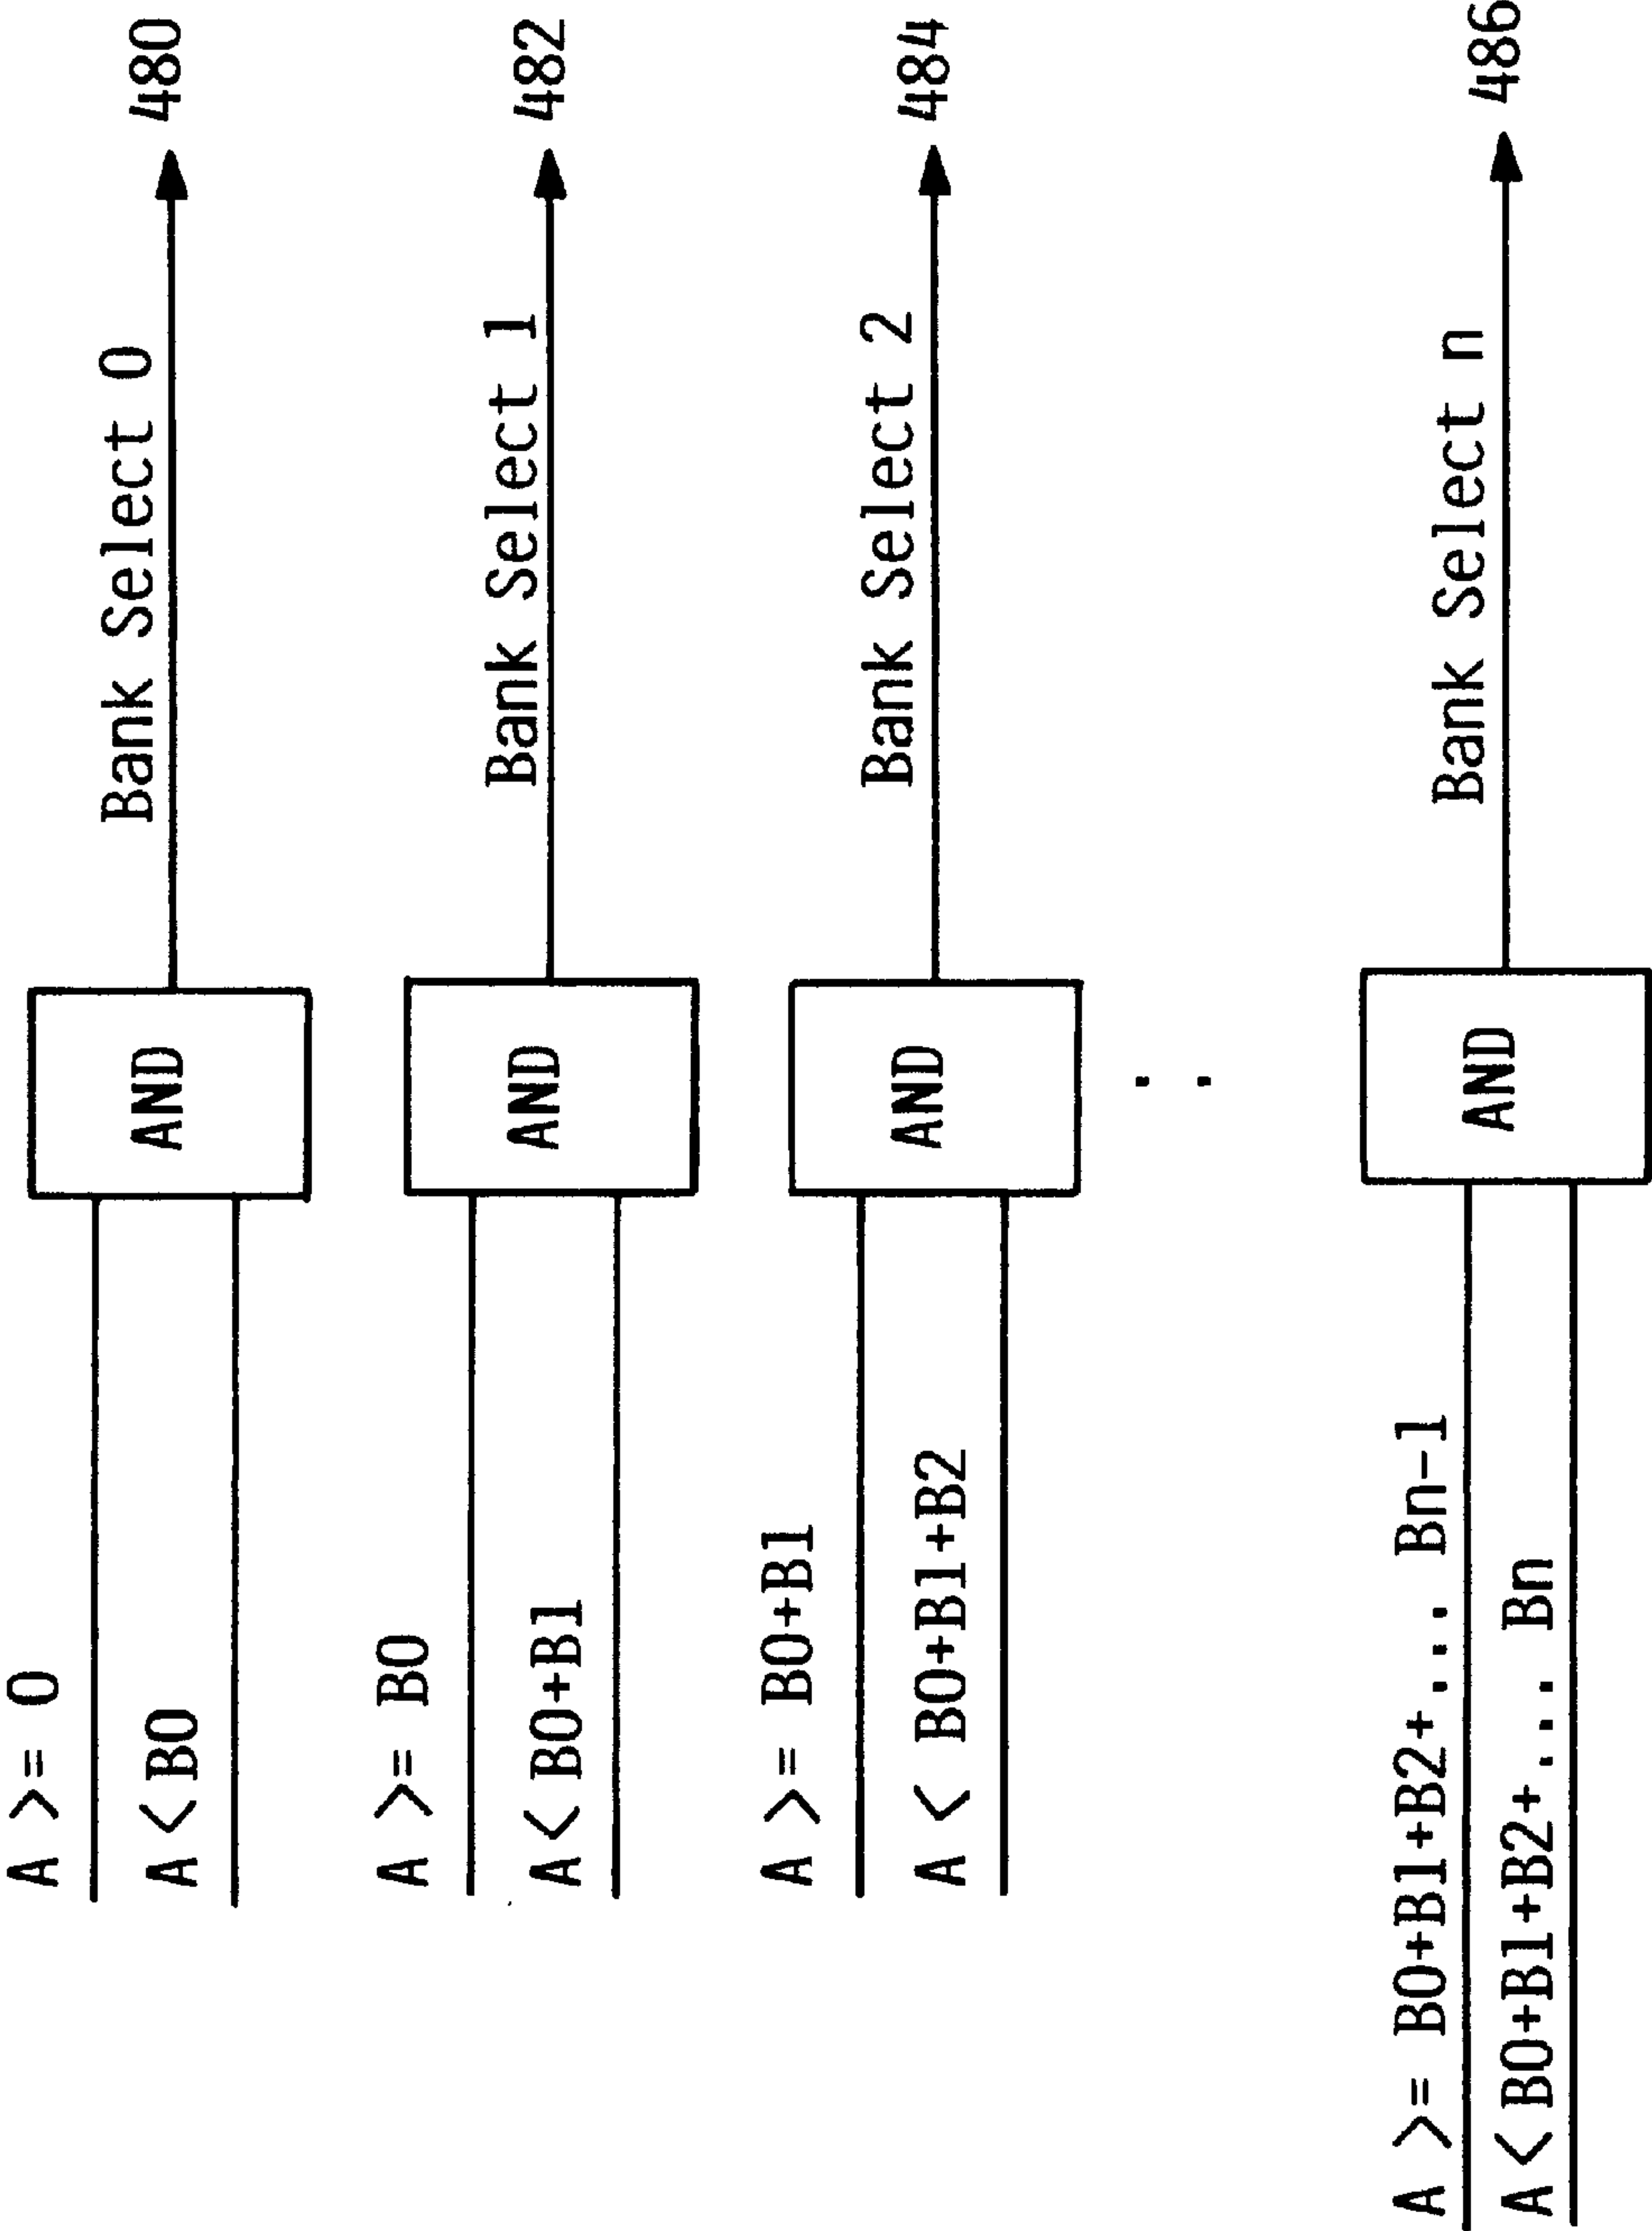 A >= 0
A < B0
AND
Bank Select 0
480
A >= B0
A < B0+B1
AND
Bank Select 1
482
A >= B0+B1
A < B0+B1+B2
AND
Bank Select 2
484
A >= B0+B1+B2+... Bn-1
A < B0+B1+B2+... Bn
AND
Bank Select n
486